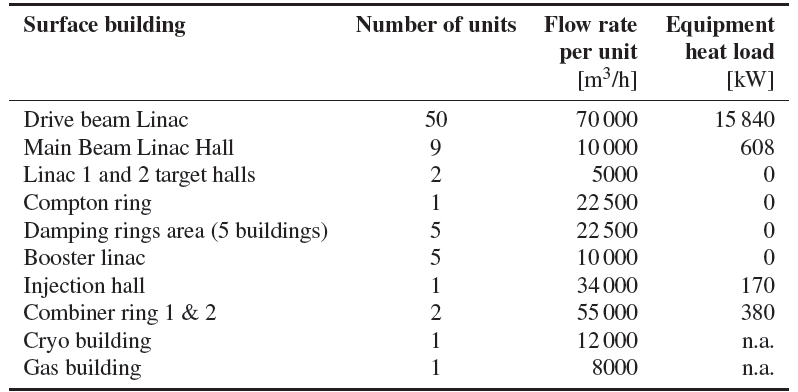 Surface building Number of units Flow rate Equipment
per unit heat load
[m³/h] [kW]
Drive beam Linac 50 70 000 15 840
Main Beam Linac Hall 9 10 000 608
Linac 1 and 2 target halls 2 5000 0
Compton ring 1 22 500 0
Damping rings area (5 buildings) 5 22 500 0
Booster linac 5 10 000 0
Injection hall 1 34 000 170
Combiner ring 1 & 2 2 55 000 380
Cryo building 1 12 000 n.a.
Gas building 1 8000 n.a.